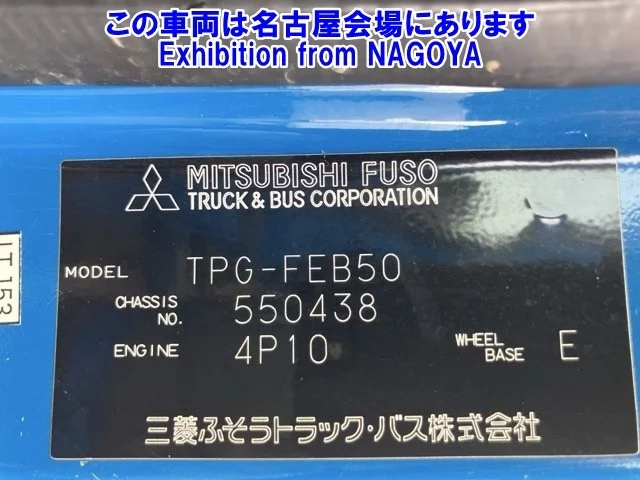 この車両は名古屋会場にあります
Exhibition from NAGOYA
MITSUBISHI FUSO
TRUCK & BUS CORPORATION
MODEL TPG-FEB50
CHASSIS NO. 550438
ENGINE 4P10 WHEEL BASE E
三菱ふそうトラック・バス株式会社
LT 153